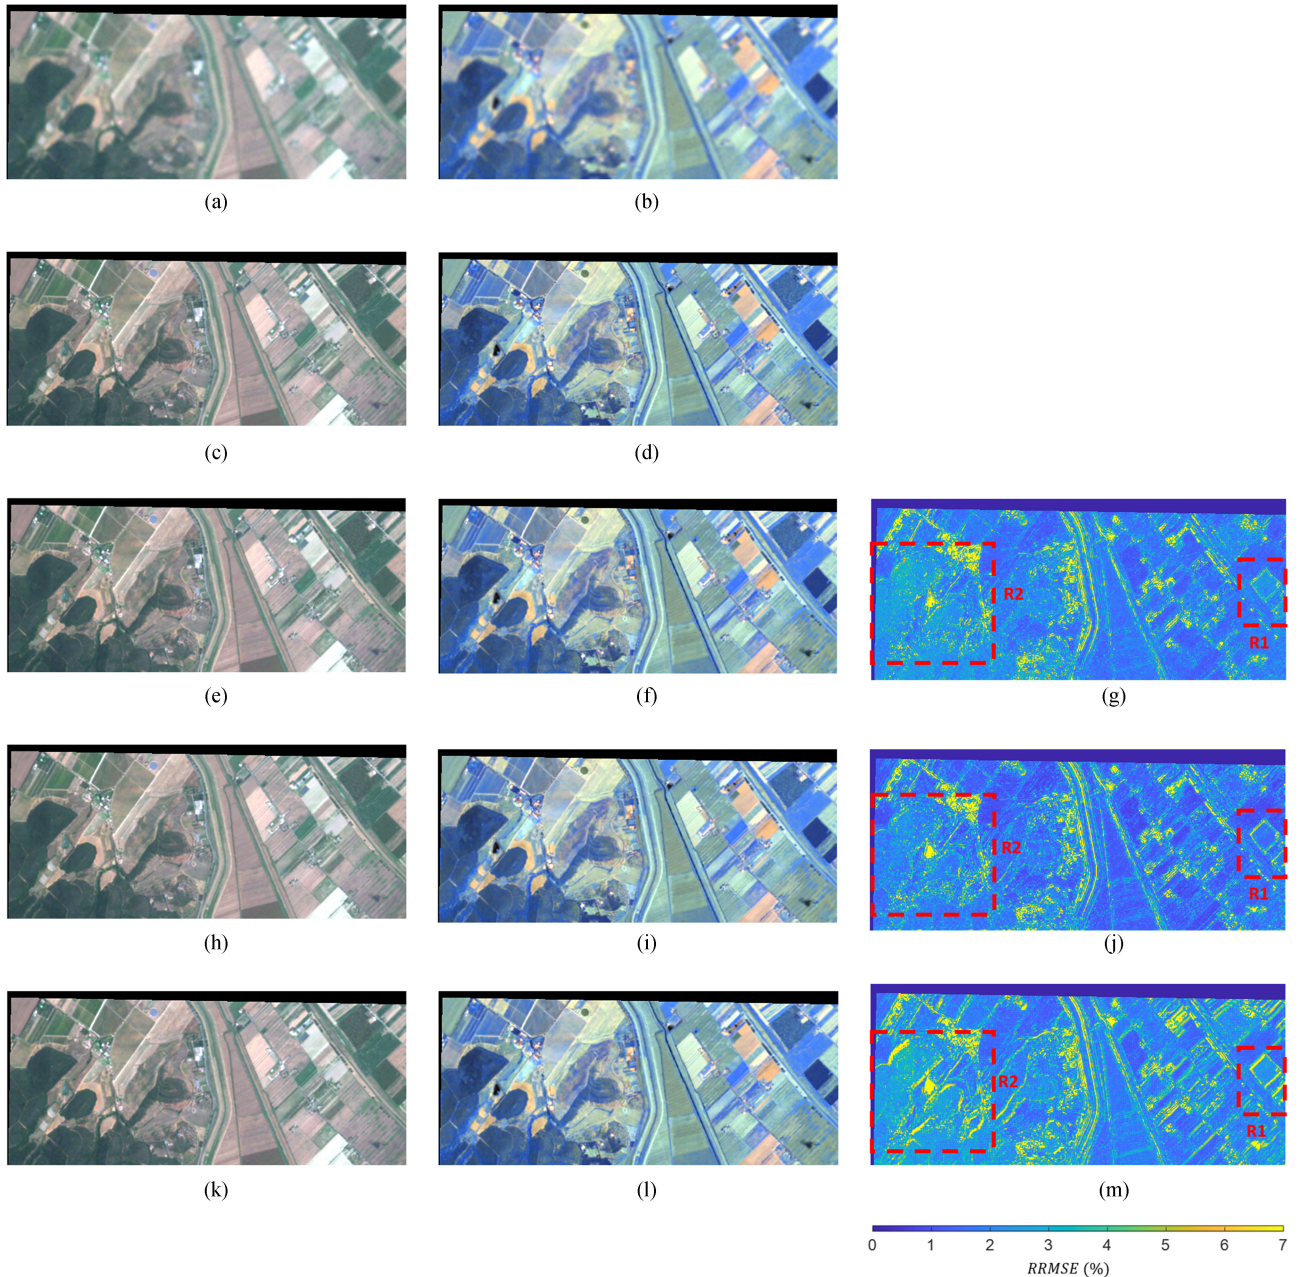 (a)
(b)
(c)
(d)
R2
R1
(e)
(f)
(g)
R2
R1
(h)
(i)
(j)
R2
R1
(k)
(l)
(m)
0 1 2 3 4 5 6 7
RRMSE (%)